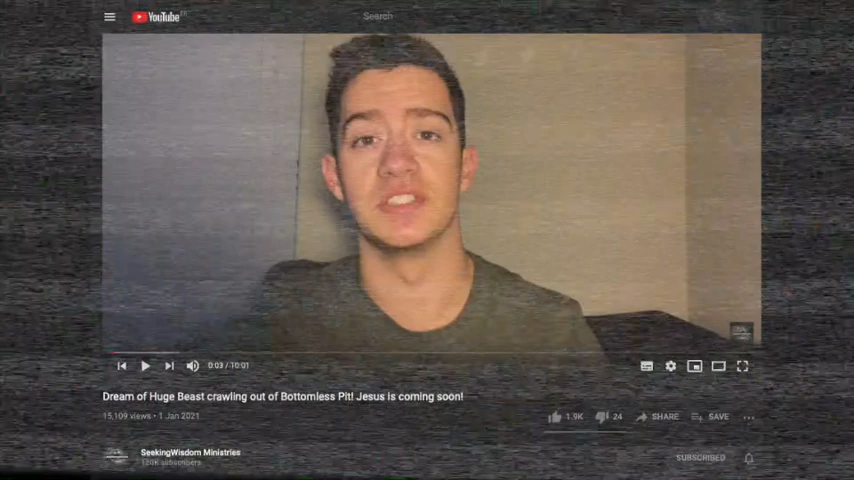 YouTube
Search
0:03 / 10:01
Dream of Huge Beast crawling out of Bottomless Pit! Jesus is coming soon!
15,109 views • 1 Jan 2021
1.9K
24
SHARE
SAVE
SeekingWisdom Ministries
subscribers
SUBSCRIBED